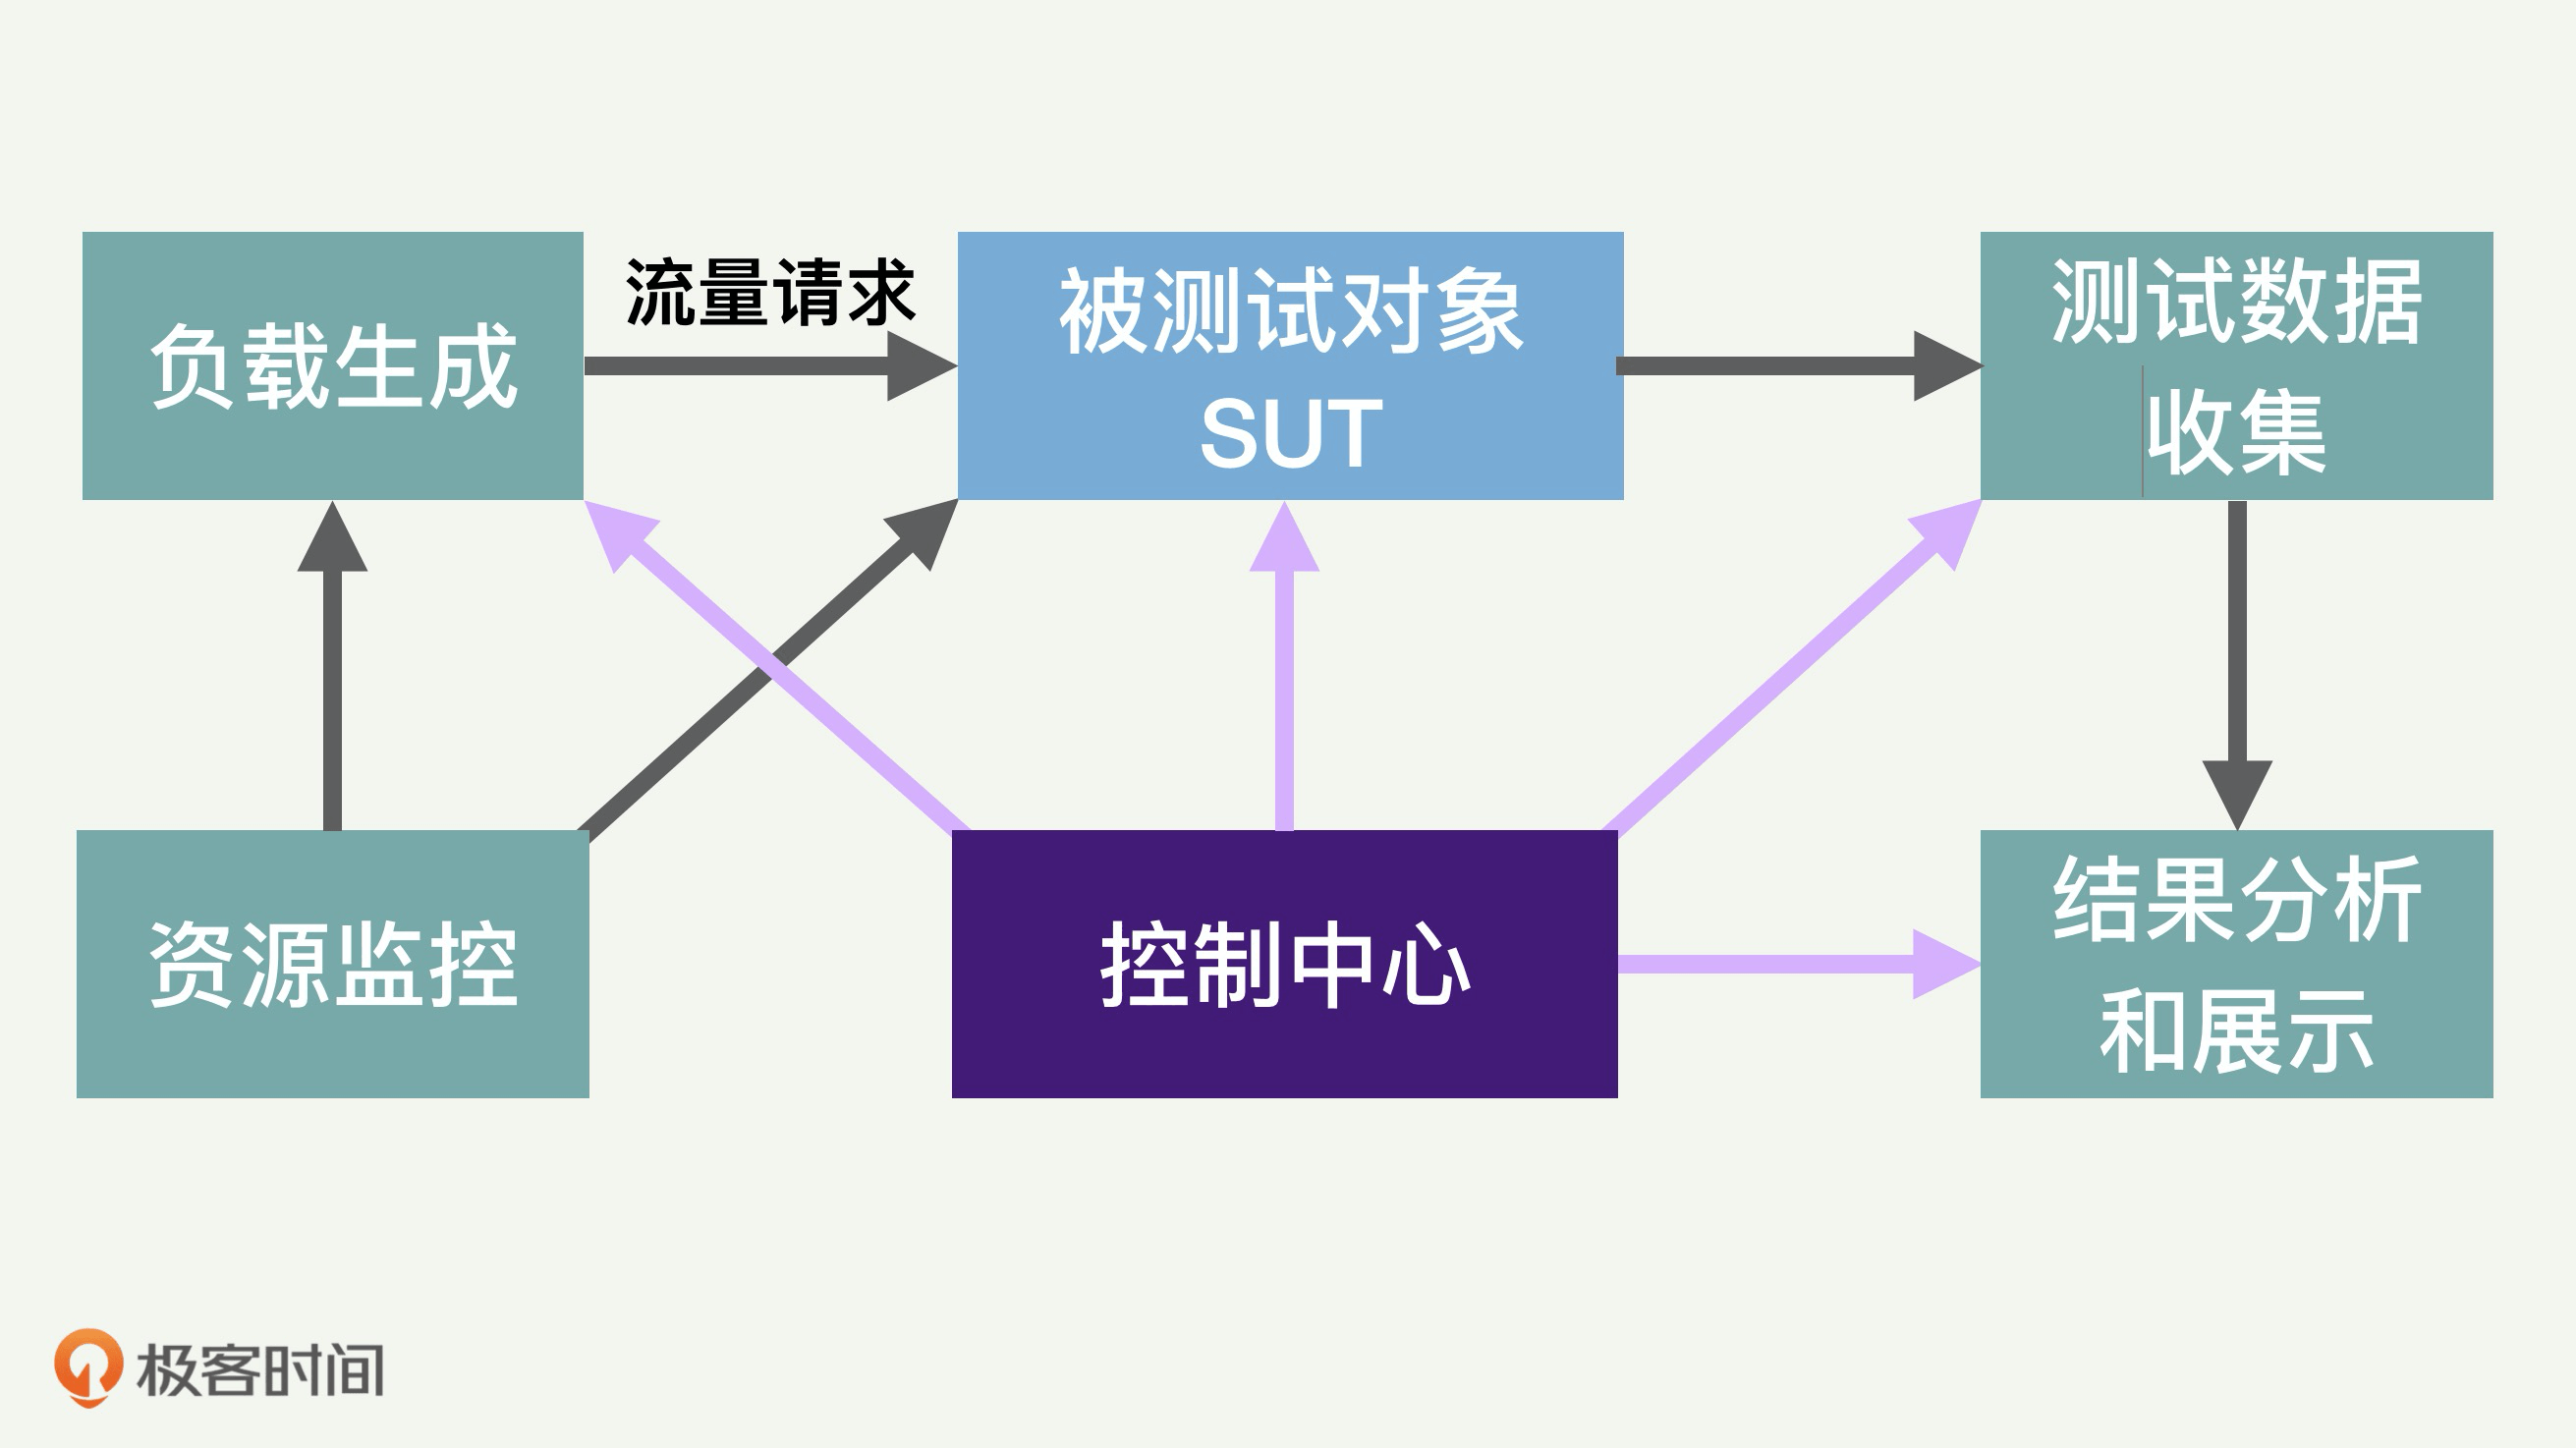 负载生成
流量请求
被测试对象
SUT
测试数据
收集
资源监控
控制中心
结果分析
和展示
极客时间